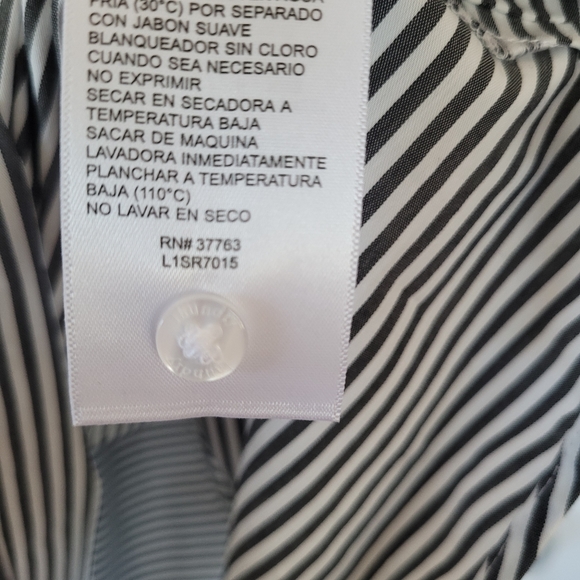 FRIA (30°C) POR SEPARADO
CON JABON SUAVE
BLANQUEADOR SIN CLORO
CUANDO SEA NECESARIO
NO EXPRIMIR
SECAR EN SECADORA A
TEMPERATURA BAJA
SACAR DE MAQUINA
LAVADORA INMEDIATAMENTE
PLANCHAR A TEMPERATURA
BAJA (110°C)
NO LAVAR EN SECO
RN# 37763
L1SR7015